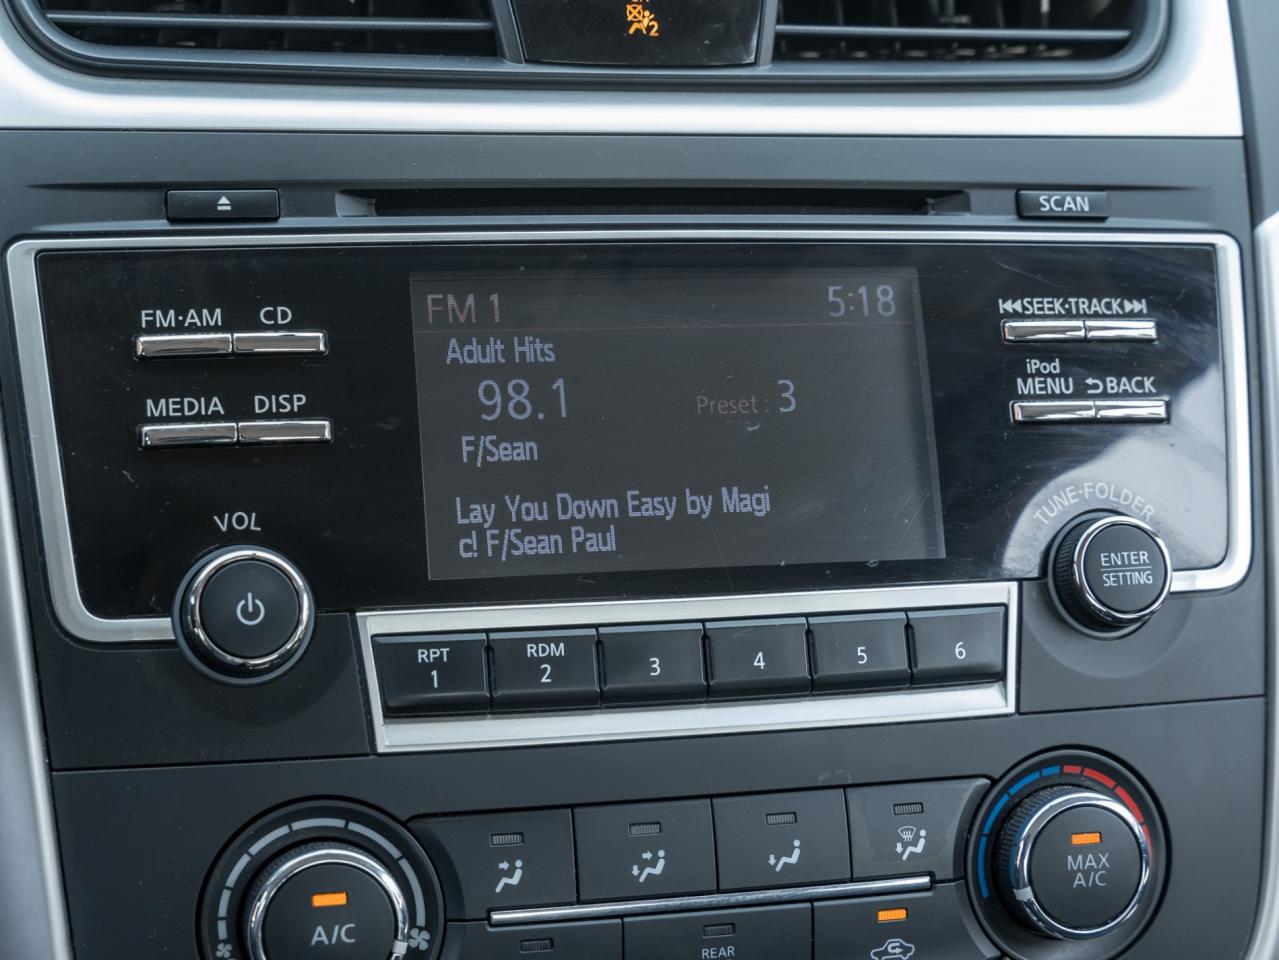 2
SCAN
FM·AM CD
FM 1 5:18
SEEK·TRACK
Adult Hits
iPod
MENU BACK
MEDIA DISP
98.1 Preset : 3
F/Sean
Lay You Down Easy by Magi
c! F/Sean Paul
VOL
TUNE·FOLDER
ENTER
SETTING
RPT
1
RDM
2
3
4
5
6
MAX
A/C
A/C
REAR